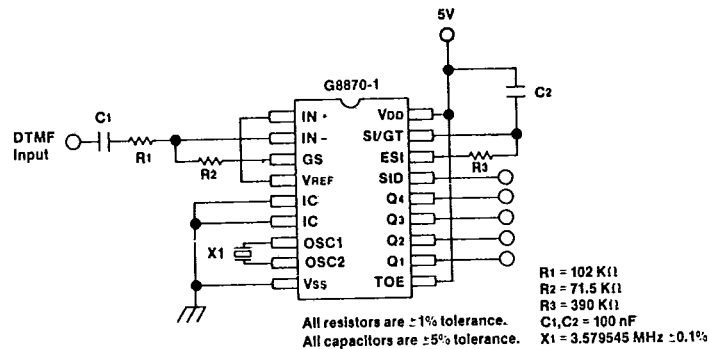 5V
G8870-1
C1
C2
DTMF
Input
R1
R2
R3
X1
IN +
IN -
GS
VREF
IC
IC
OSC1
OSC2
VSS
VDD
SI/GT
ESI
SID
Q4
Q3
Q2
Q1
TOE
R1 = 102 KΩ
R2 = 71.5 KΩ
R3 = 390 KΩ
All resistors are ±1% tolerance. C1,C2 = 100 nF
All capacitors are ±5% tolerance. X1 = 3.579545 MHz ±0.1%